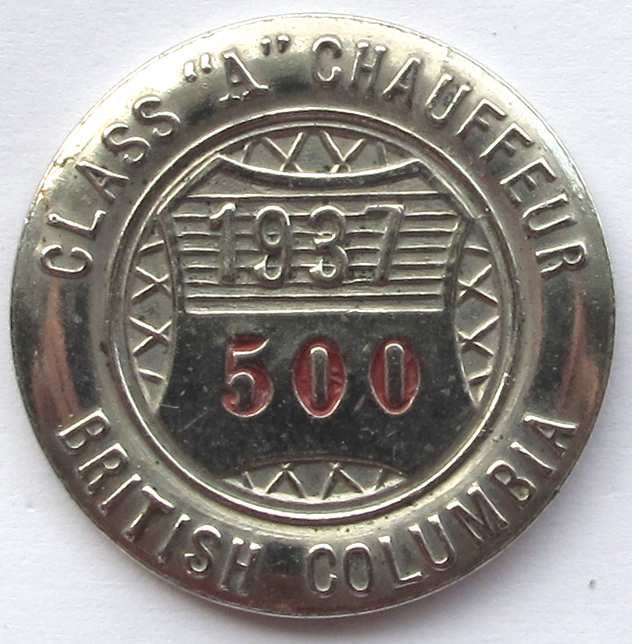 CLASS "A" CHAUFFEUR
1937
500
BRITISH COLUMBIA